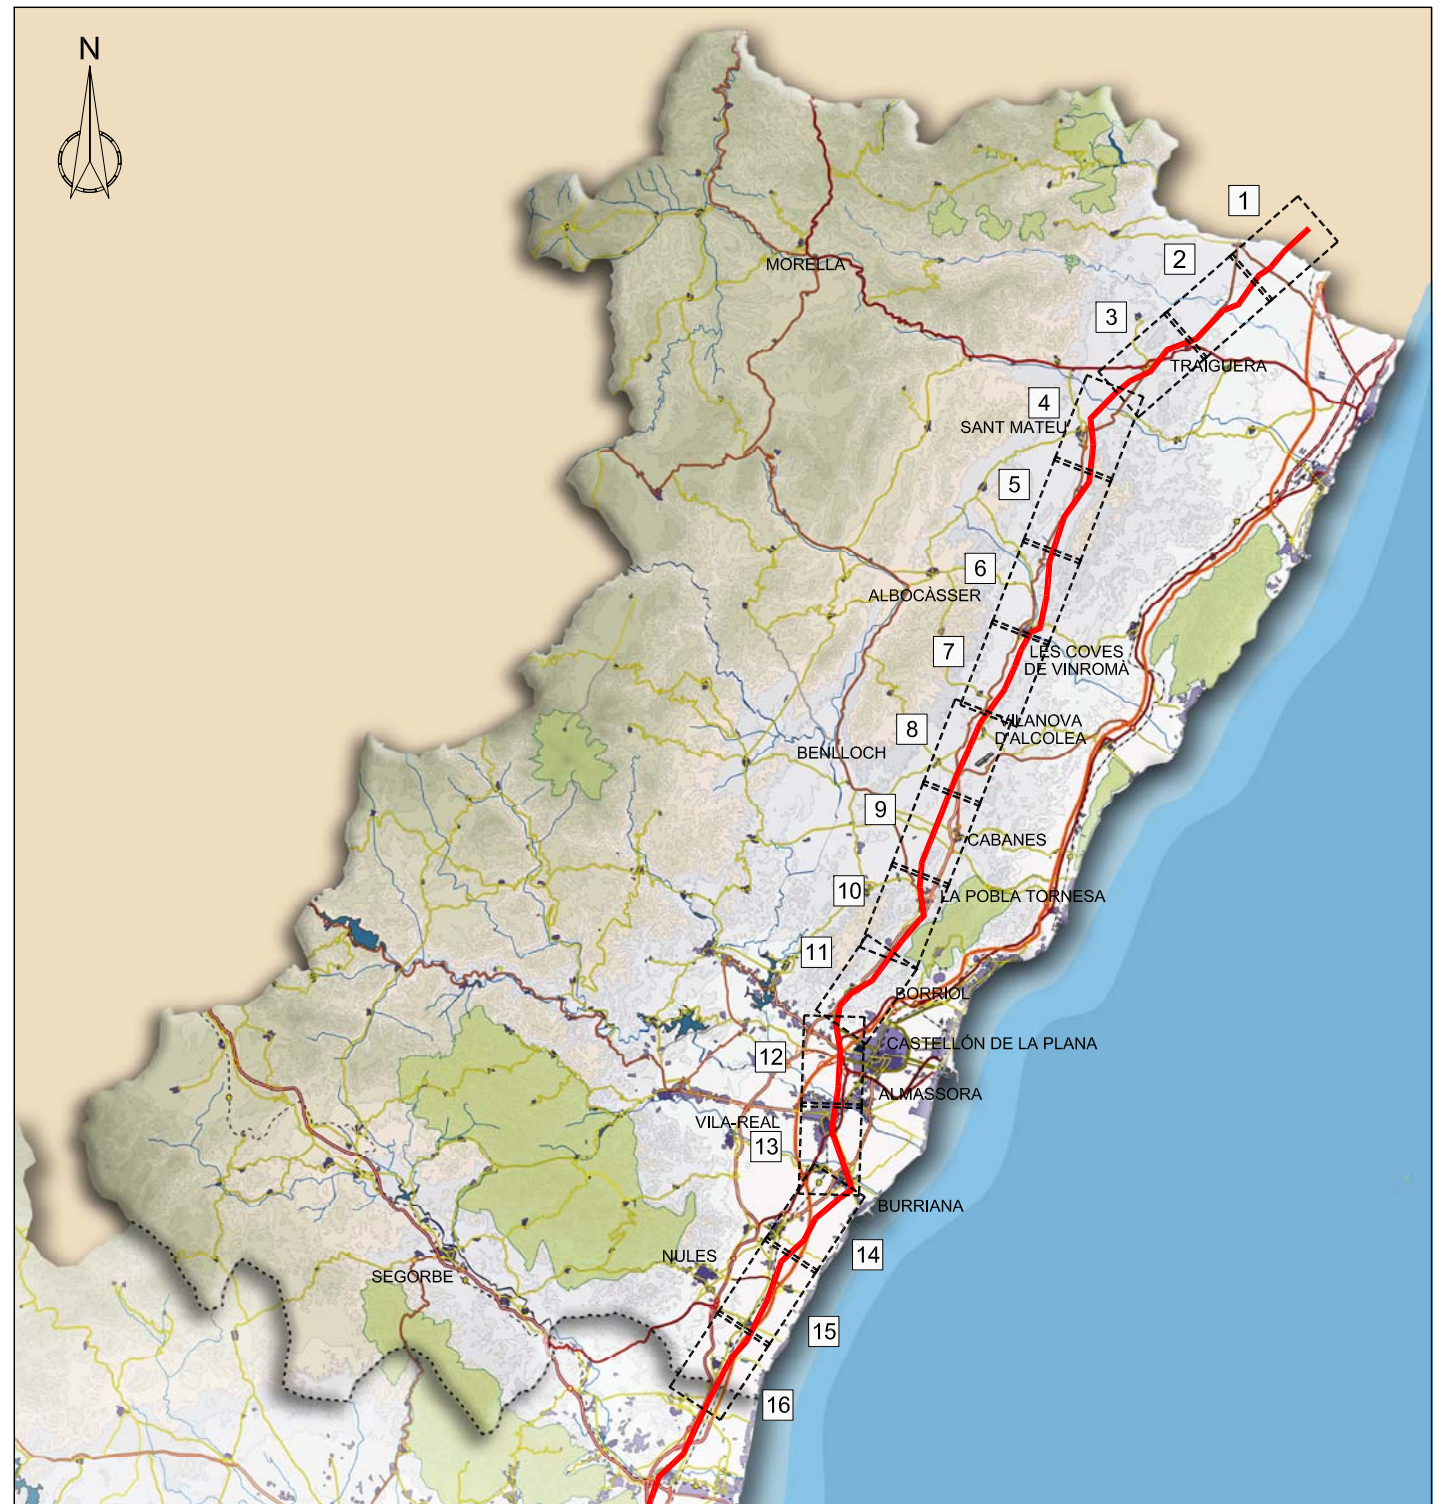 N
1
2
MORELLA
3
TRAIGUERA
4
SANT MATEU
5
6
ALBOCÀSSER
7
LES COVES
DE VINROMÀ
8
VILANOVA
D'ALCOLEA
BENLLOCH
9
CABANES
10
LA POBLA TORNESA
11
BORRIOL
CASTELLÓN DE LA PLANA
12
ALMASSORA
VILA-REAL
13
BURRIANA
14
NULES
SEGORBE
15
16